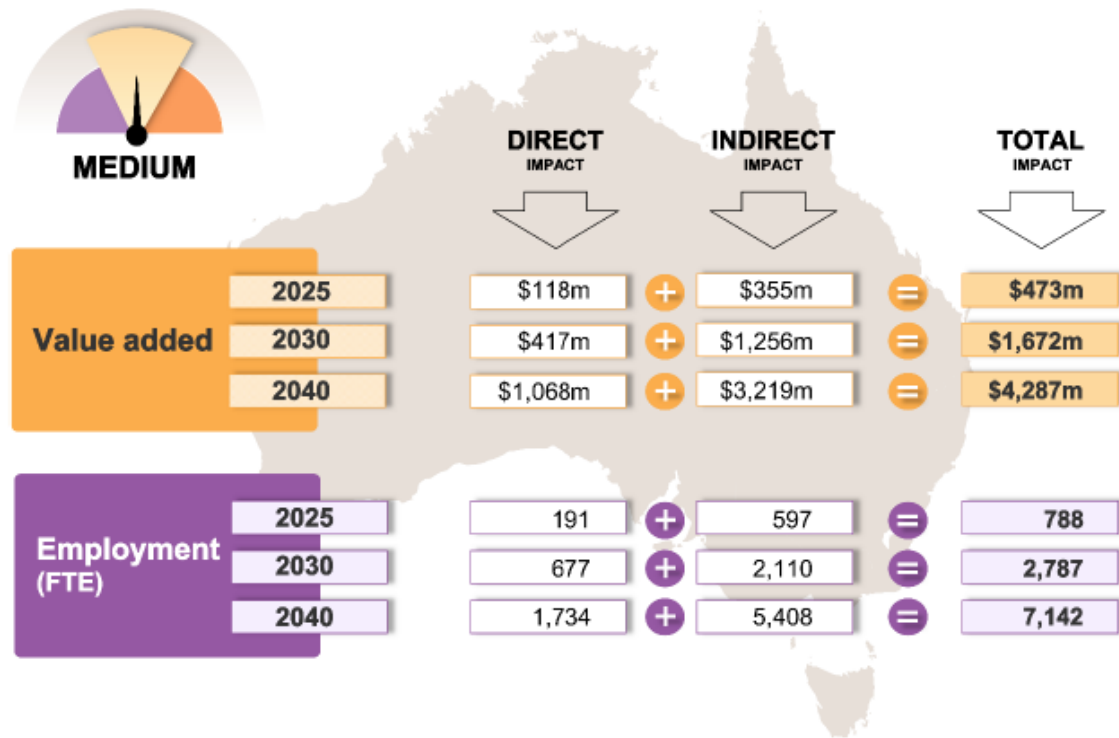 MEDIUM
DIRECT INDIRECT TOTAL
IMPACT IMPACT IMPACT
Value added
2025 $118m + $355m = $473m
2030 $417m + $1,256m = $1,672m
2040 $1,068m + $3,219m = $4,287m
Employment
(FTE)
2025 191 + 597 = 788
2030 677 + 2,110 = 2,787
2040 1,734 + 5,408 = 7,142